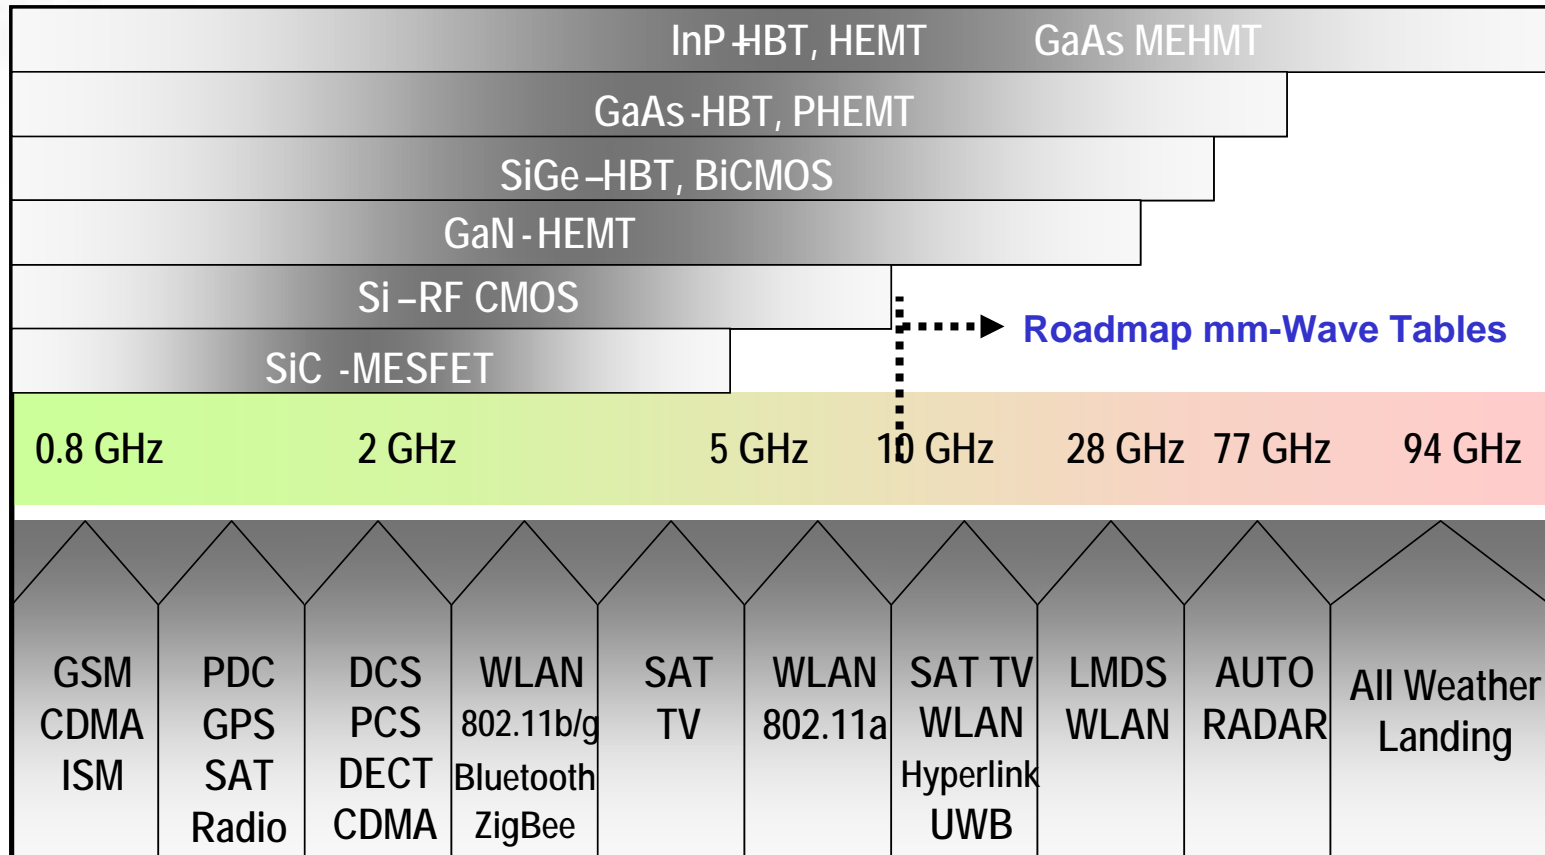 InP –HBT, HEMT GaAs MEHMT
GaAs -HBT, PHEMT
SiGe –HBT, BiCMOS
GaN - HEMT
Si –RF CMOS
Roadmap mm-Wave Tables
SiC -MESFET
0.8 GHz 2 GHz 5 GHz 10 GHz 28 GHz 77 GHz 94 GHz
GSM
CDMA
ISM
PDC
GPS
SAT
Radio
DCS
PCS
DECT
CDMA
WLAN
802.11b/g
Bluetooth
ZigBee
SAT
TV
WLAN
802.11a
SAT TV
WLAN
Hyperlink
UWB
LMDS
WLAN
AUTO
RADAR
All Weather
Landing